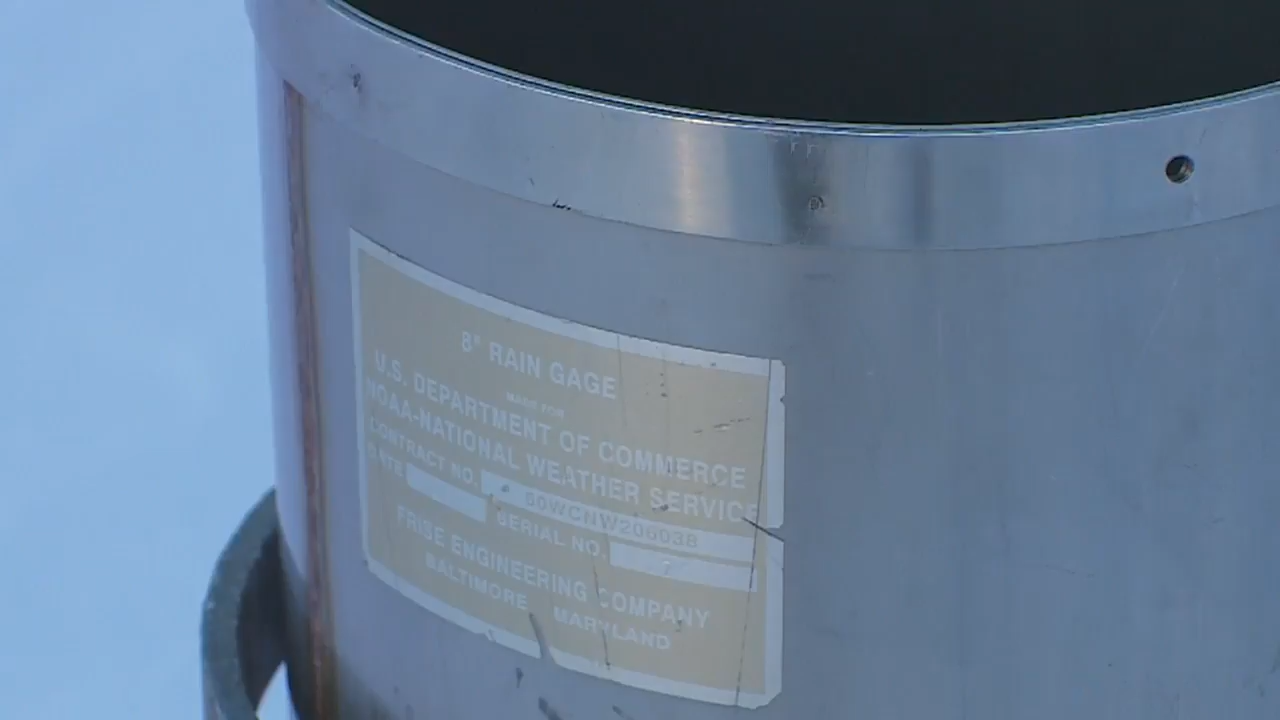 8" RAIN GAGE
MADE FOR
U.S. DEPARTMENT OF COMMERCE
NOAA-NATIONAL WEATHER SERVICE
CONTRACT NO. 50WCNW206038
DATE SERIAL NO.
FRISE ENGINEERING COMPANY
BALTIMORE MARYLAND